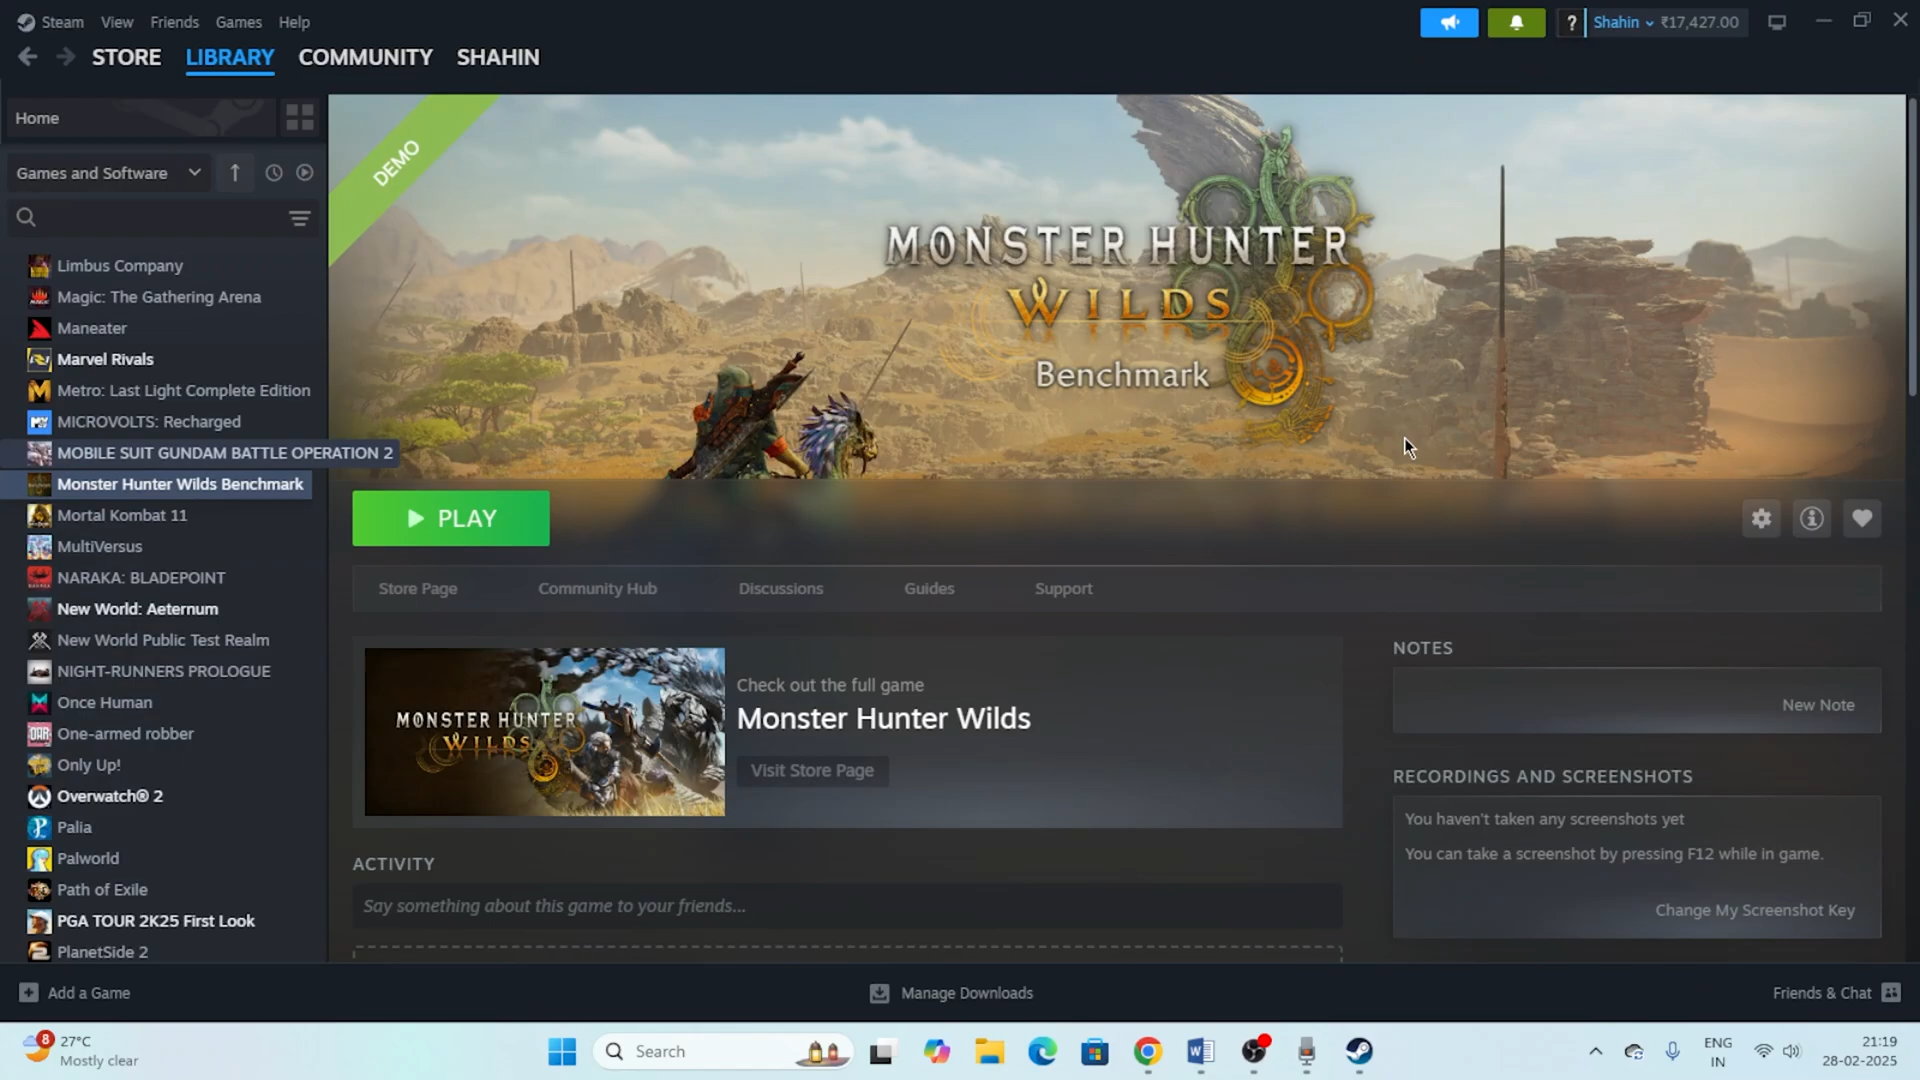 Steam View Friends Games Help
? Shahin ₹17,427.00
STORE LIBRARY COMMUNITY SHAHIN
Home
Games and Software
Limbus Company
Magic: The Gathering Arena
Maneater
Marvel Rivals
Metro: Last Light Complete Edition
MICROVOLTS: Recharged
MOBILE SUIT GUNDAM BATTLE OPERATION 2
Monster Hunter Wilds Benchmark
Mortal Kombat 11
MultiVersus
NARAKA: BLADEPOINT
New World: Aeternum
New World Public Test Realm
NIGHT-RUNNERS PROLOGUE
Once Human
One-armed robber
Only Up!
Overwatch® 2
Palia
Palworld
Path of Exile
PGA TOUR 2K25 First Look
PlanetSide 2
DEMO
MONSTER HUNTER
WILDS
Benchmark
PLAY
Store Page Community Hub Discussions Guides Support
MONSTER HUNTER
WILDS
Check out the full game
Monster Hunter Wilds
Visit Store Page
ACTIVITY
Say something about this game to your friends...
NOTES
New Note
RECORDINGS AND SCREENSHOTS
You haven't taken any screenshots yet
You can take a screenshot by pressing F12 while in game.
Change My Screenshot Key
Add a Game
Manage Downloads
Friends & Chat
8
27°C
Mostly clear
Search
ENG
IN
21:19
28-02-2025